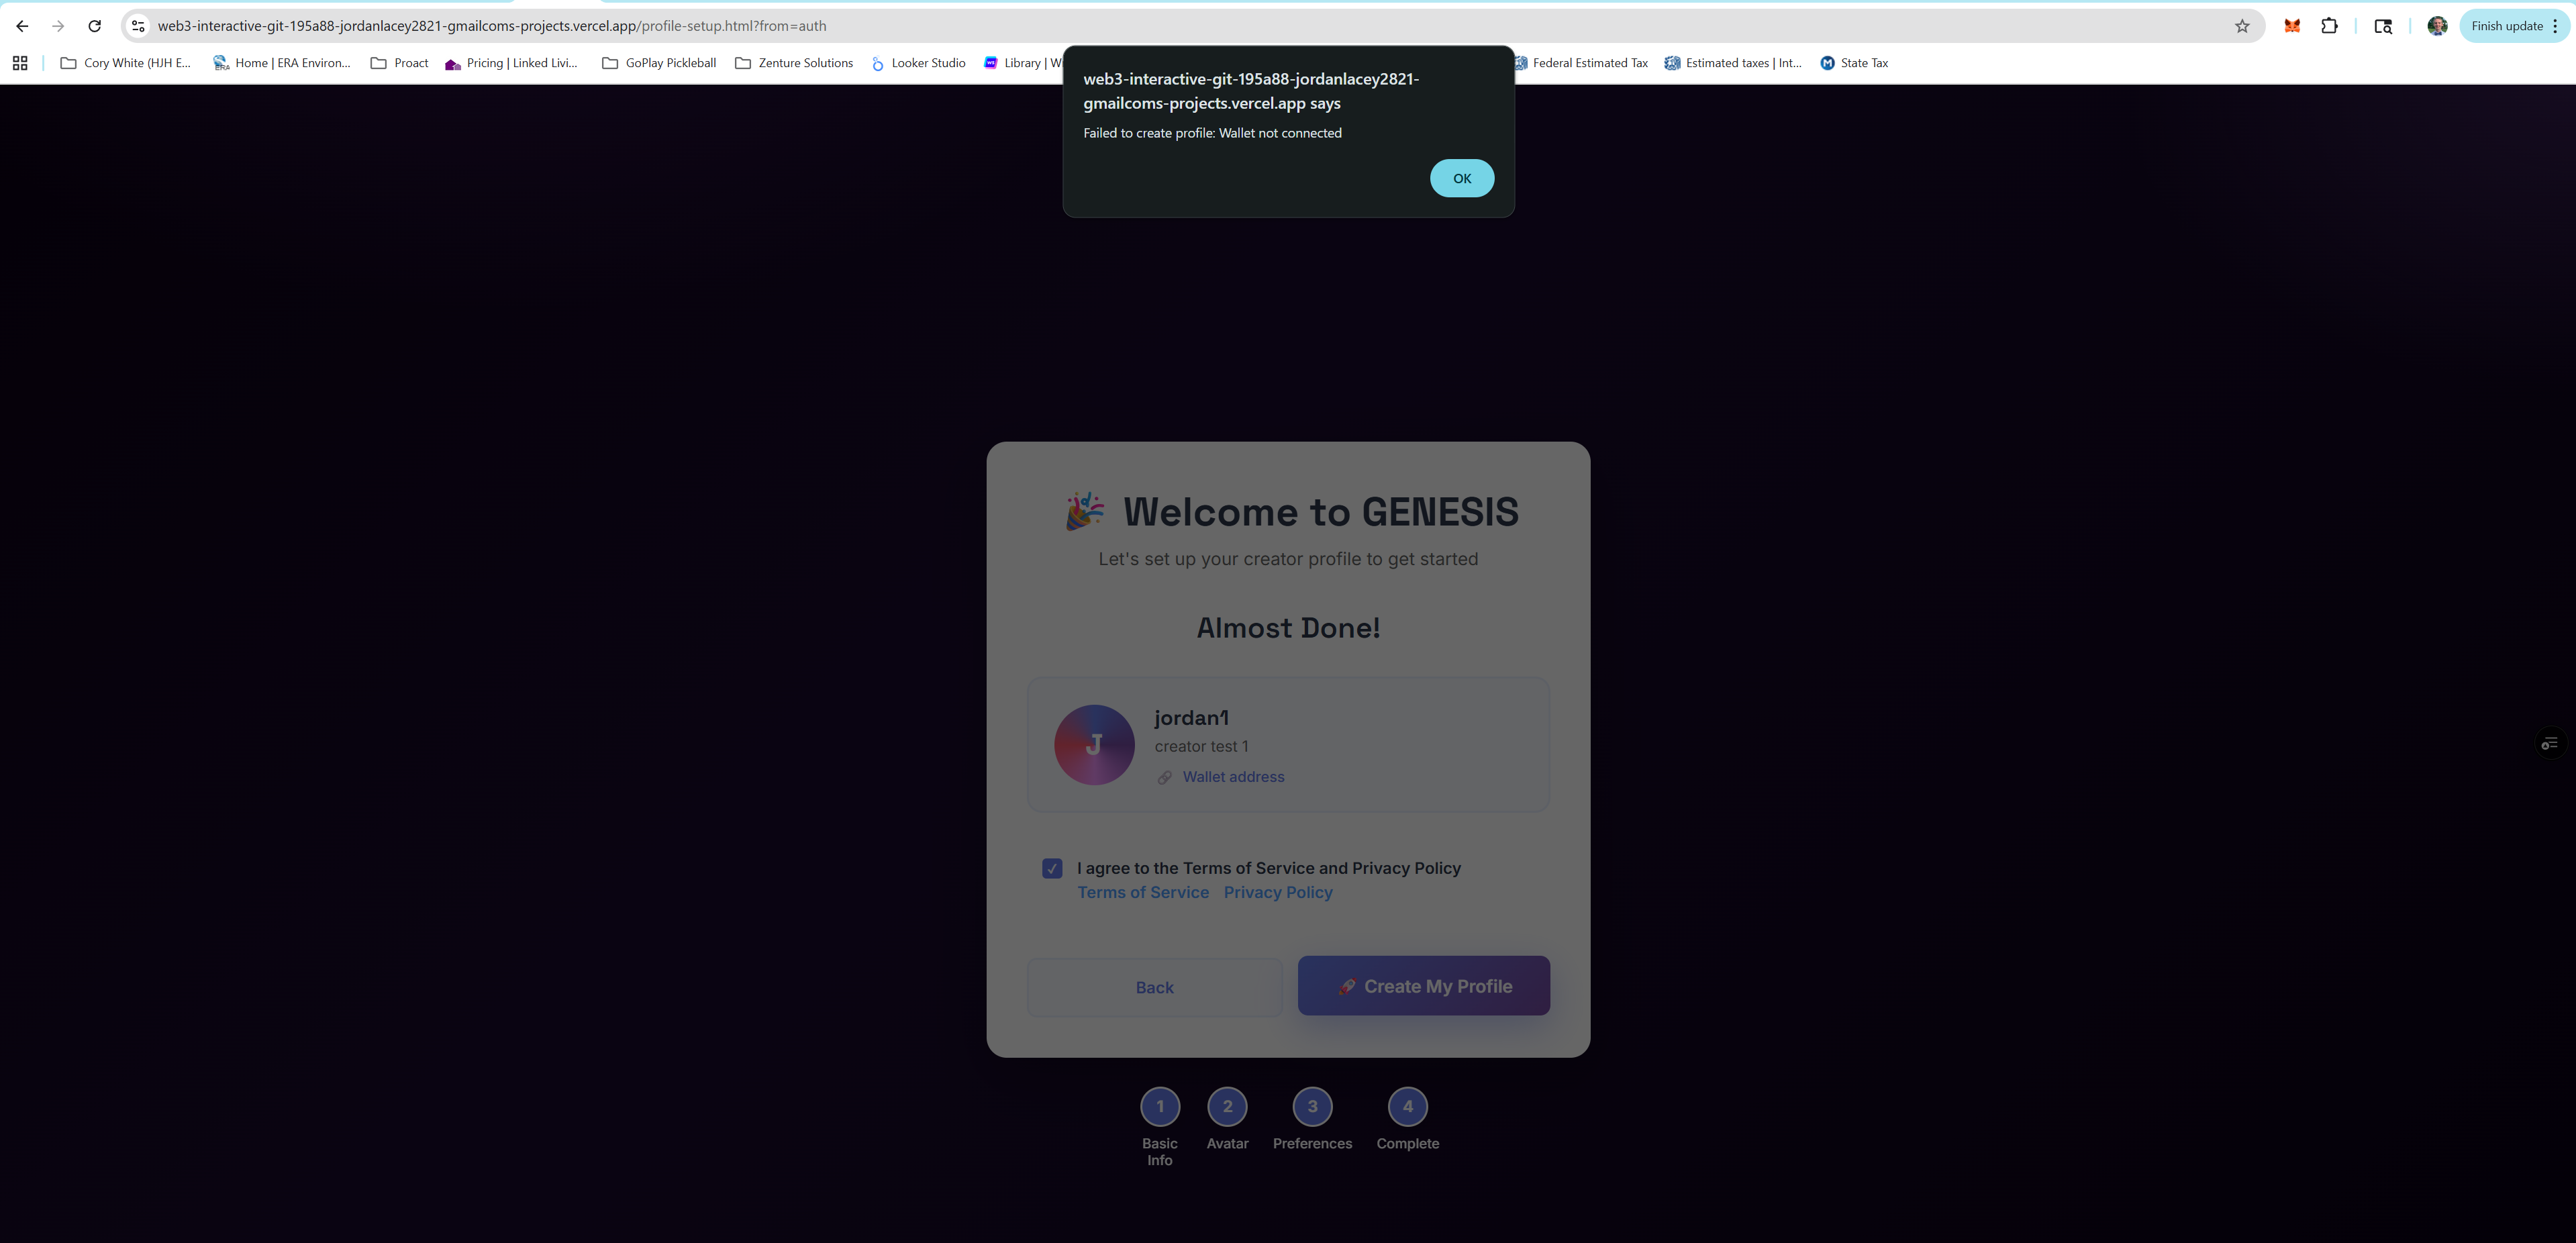 web3-interactive-git-195a88-jordanlacey2821-gmailcoms-projects.vercel.app/profile-setup.html?from=auth
Finish update
Cory White (HJH E...
Home | ERA Environ...
Proact
Pricing | Linked Livi...
GoPlay Pickleball
Zenture Solutions
Looker Studio
Library | W
Federal Estimated Tax
Estimated taxes | Int...
State Tax
web3-interactive-git-195a88-jordanlacey2821-
gmailcoms-projects.vercel.app says
Failed to create profile: Wallet not connected
OK
Welcome to GENESIS
Let's set up your creator profile to get started
Almost Done!
J
jordan1
creator test 1
Wallet address
I agree to the Terms of Service and Privacy Policy
Terms of Service Privacy Policy
Back
Create My Profile
1 2 3 4
Basic Avatar Preferences Complete
Info